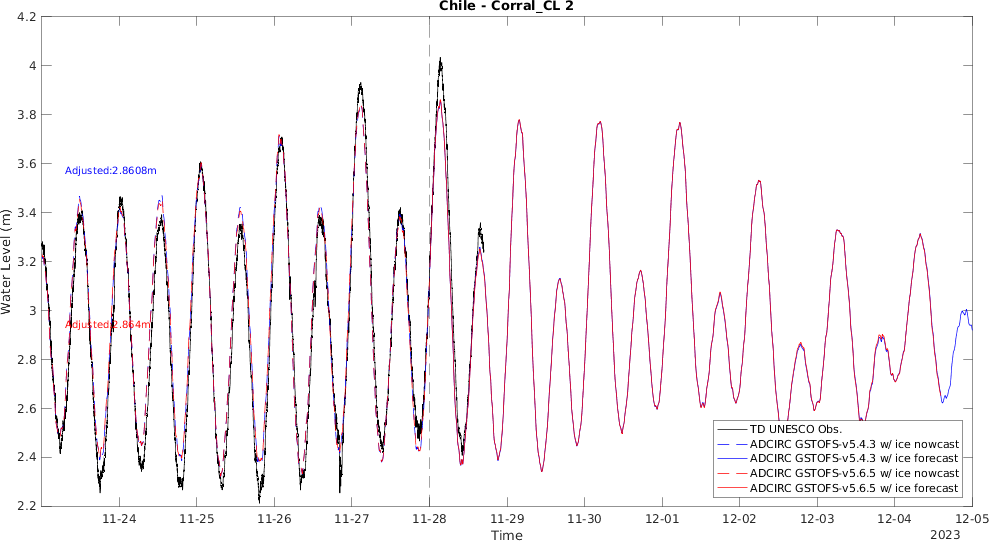 Chile - Corral_CL 2
4.2
4
3.8
3.6
3.4
3.2
3
2.8
2.6
2.4
2.2
Water Level (m)
Adjusted:2.8608m
Adjusted:2.864m
TD UNESCO Obs.
ADCIRC GSTOFS-v5.4.3 w/ ice nowcast
ADCIRC GSTOFS-v5.4.3 w/ ice forecast
ADCIRC GSTOFS-v5.6.5 w/ ice nowcast
ADCIRC GSTOFS-v5.6.5 w/ ice forecast
11-24 11-25 11-26 11-27 11-28 11-29 11-30 12-01 12-02 12-03 12-04 12-05
Time
2023